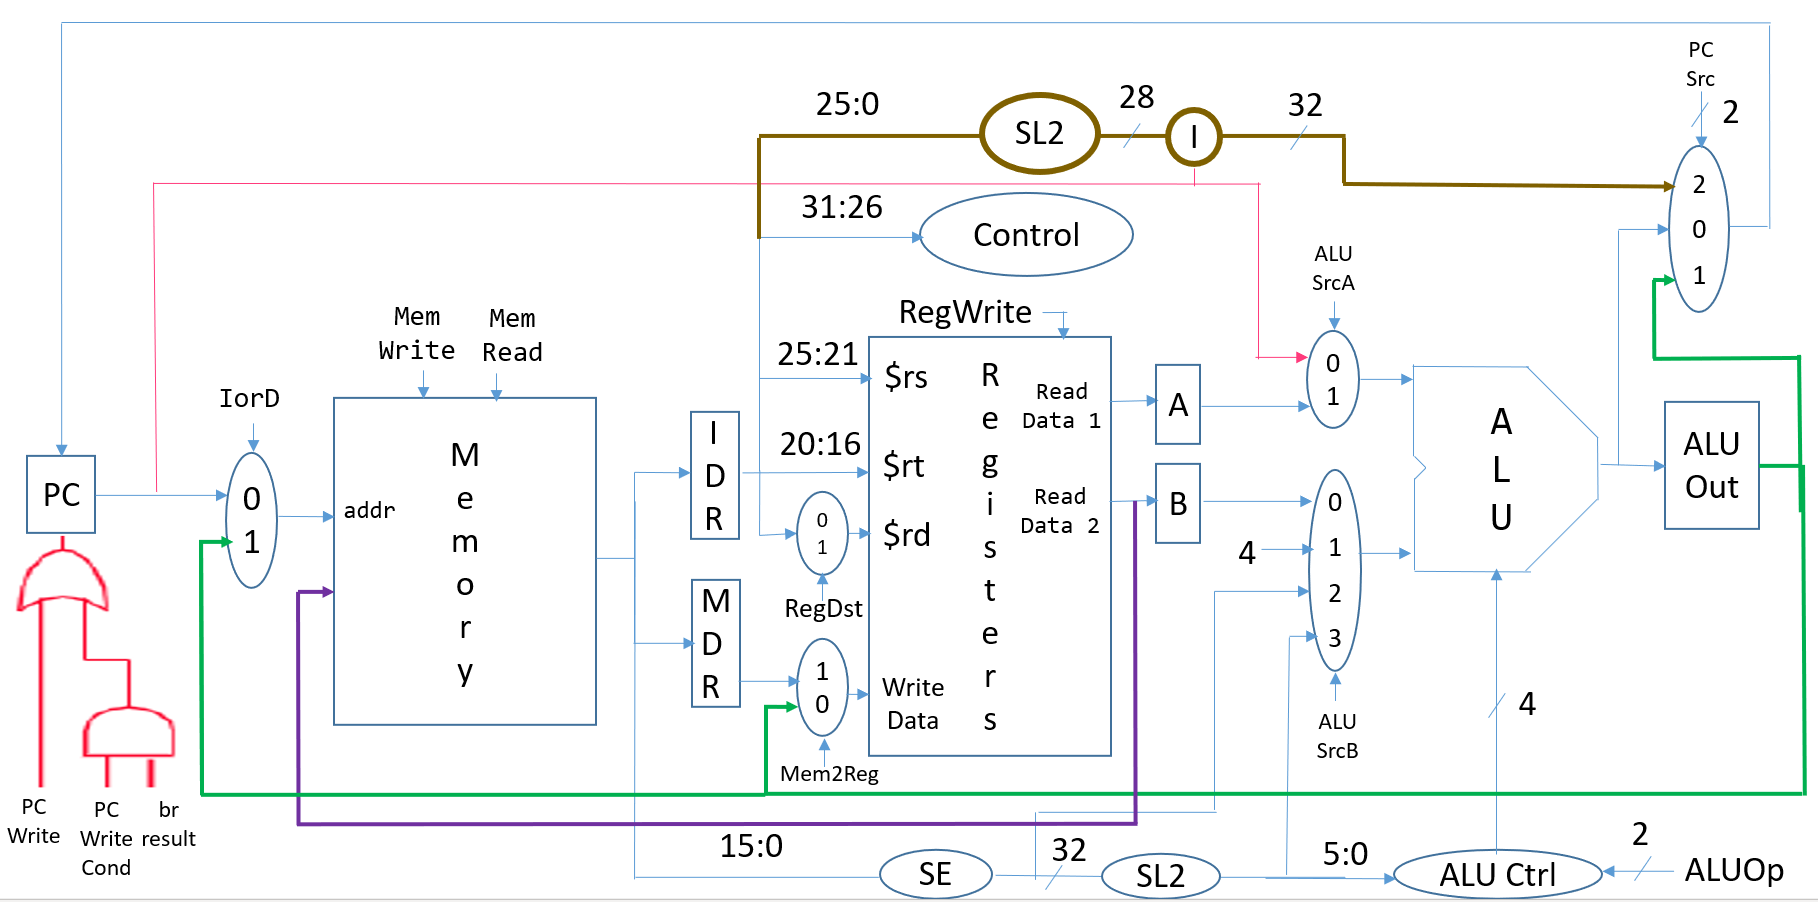 PC
Src
2
25:0
SL2
28
I
32
2
0
1
31:26
Control
ALU
SrcA
Mem
Write
Mem
Read
RegWrite
25:21
$rs
R
e
g
i
s
t
e
r
s
Read
Data 1
A
0
1
IorD
I
D
R
20:16
$rt
A
L
U
ALU
Out
M
e
m
o
r
y
PC
0
1
addr
0
1
$rd
Read
Data 2
B
0
1
2
3
4
RegDst
M
D
R
1
0
Write
Data
Mem2Reg
ALU
SrcB
4
PC
Write
PC
Write
Cond
br
result
15:0
SE
32
SL2
5:0
ALU Ctrl
2
ALUOp